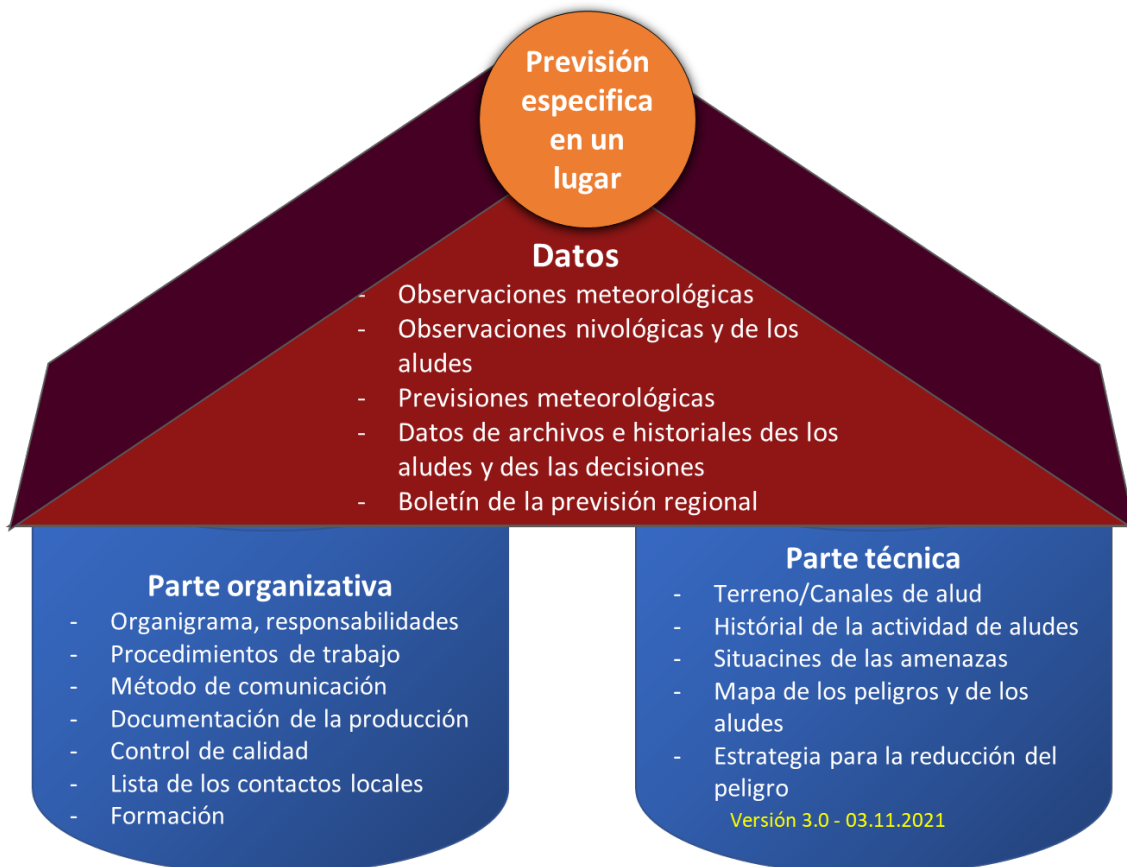 Previsión
especifica
en un
lugar
Datos
- Observaciones meteorológicas
- Observaciones nivológicas y de los
aludes
- Previsiones meteorológicas
- Datos de archivos e historiales des los
aludes y des las decisiones
- Boletín de la previsión regional
Parte organizativa
- Organigrama, responsabilidades
- Procedimientos de trabajo
- Método de comunicación
- Documentación de la producción
- Control de calidad
- Lista de los contactos locales
- Formación
Parte técnica
- Terreno/Canales de alud
- Histórial de la actividad de aludes
- Situacines de las amenazas
- Mapa de los peligros y de los
aludes
- Estrategia para la reducción del
peligro
Versión 3.0 - 03.11.2021